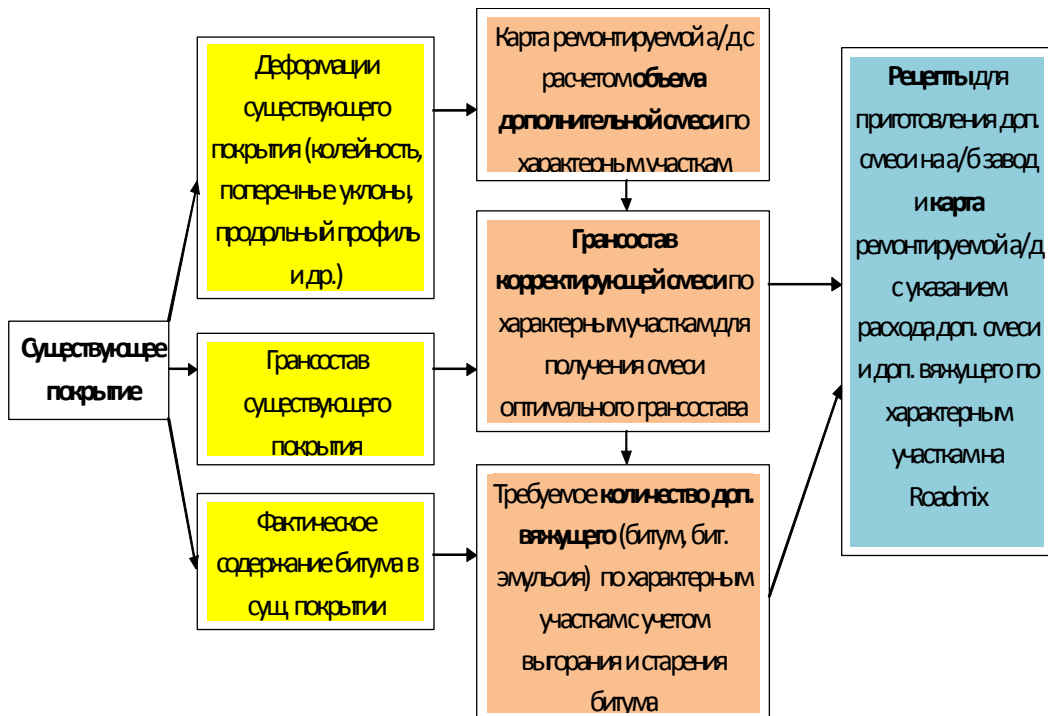 Существующее
покрытие
Деформации
существующего
покрытия (колейность,
поперечные уклоны,
продольный профиль
и др.)
Грансостав
существующего
покрытия
Фактическое
содержание битума в
сущ. покрытии
Карта ремонтируемой а/д с
расчетом объема
дополнительной смеси по
характерным участкам
Грансостав
корректирующей смеси по
характерным участкам для
получения смеси
оптимального грансостава
Требуемое количество доп.
вяжущего (битум, бит.
эмульсия) по характерным
участкам с учетом
выгорания и старения
битума
Рецепты для
приготовления доп.
смеси на а/б завод
и карта
ремонтируемой а/д
с указанием
расхода доп. смеси
и доп. вяжущего по
характерным
участкам на
Roadmix